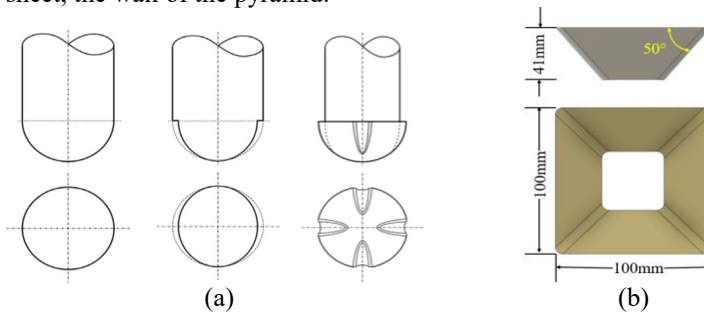 sheet, the wall of the pyramid.
41mm
50°
100mm
100mm
(a)
(b)